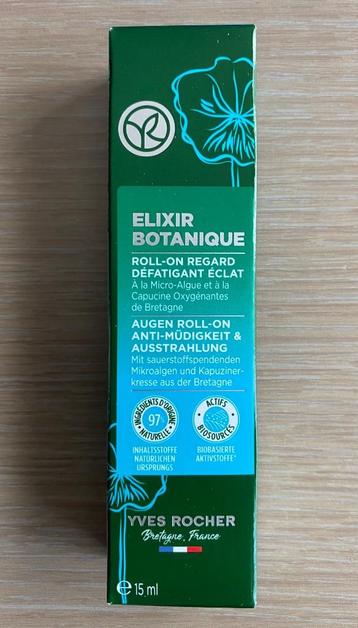 ELIXIR
BOTANIQUE
ROLL-ON REGARD
DÉFATIGANT ÉCLAT
À la Micro-Algue et à la
Capucine Oxygénantes
de Bretagne
AUGEN ROLL-ON
ANTI-MÜDIGKEIT &
AUSSTRAHLUNG
Mit sauerstoffspendenden
Mikroalgen und Kapuziner-
kresse aus der Bretagne
INGRÉDIENTS D'ORIGINE
97%
NATURELLE
INHALTSSTOFFE
NATÜRLICHEN
URSPRUNGS
ACTIFS
BIOSOURCÉS
BIOBASIERTE
AKTIVSTOFFE*
YVES ROCHER
Bretagne, France
℮ 15 ml